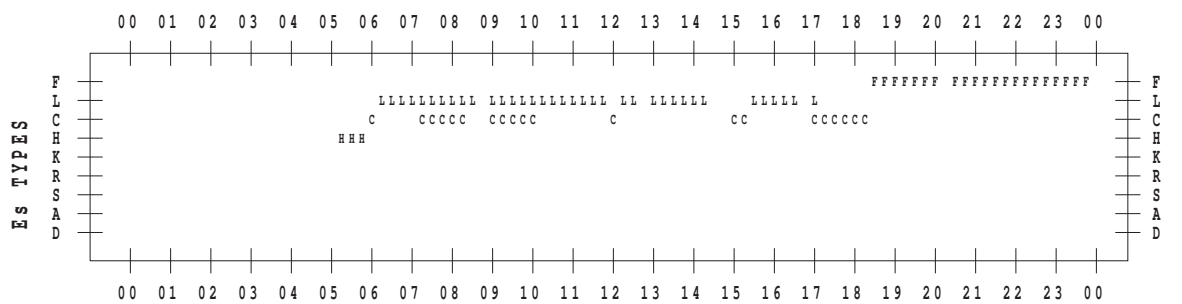 00 01 02 03 04 05 06 07 08 09 10 11 12 13 14 15 16 17 18 19 20 21 22 23 00
F FFFFFFF FFFFFFFFFFFFFF F
L LLLLLLLLLL LLLLLLLLLLLL LL LLLLLL LLLLL L L
C C CCCCC CCCCC C CC CCCCCC C
H HHH H
K K
R R
S S
A A
D D
Es TYPES
00 01 02 03 04 05 06 07 08 09 10 11 12 13 14 15 16 17 18 19 20 21 22 23 00